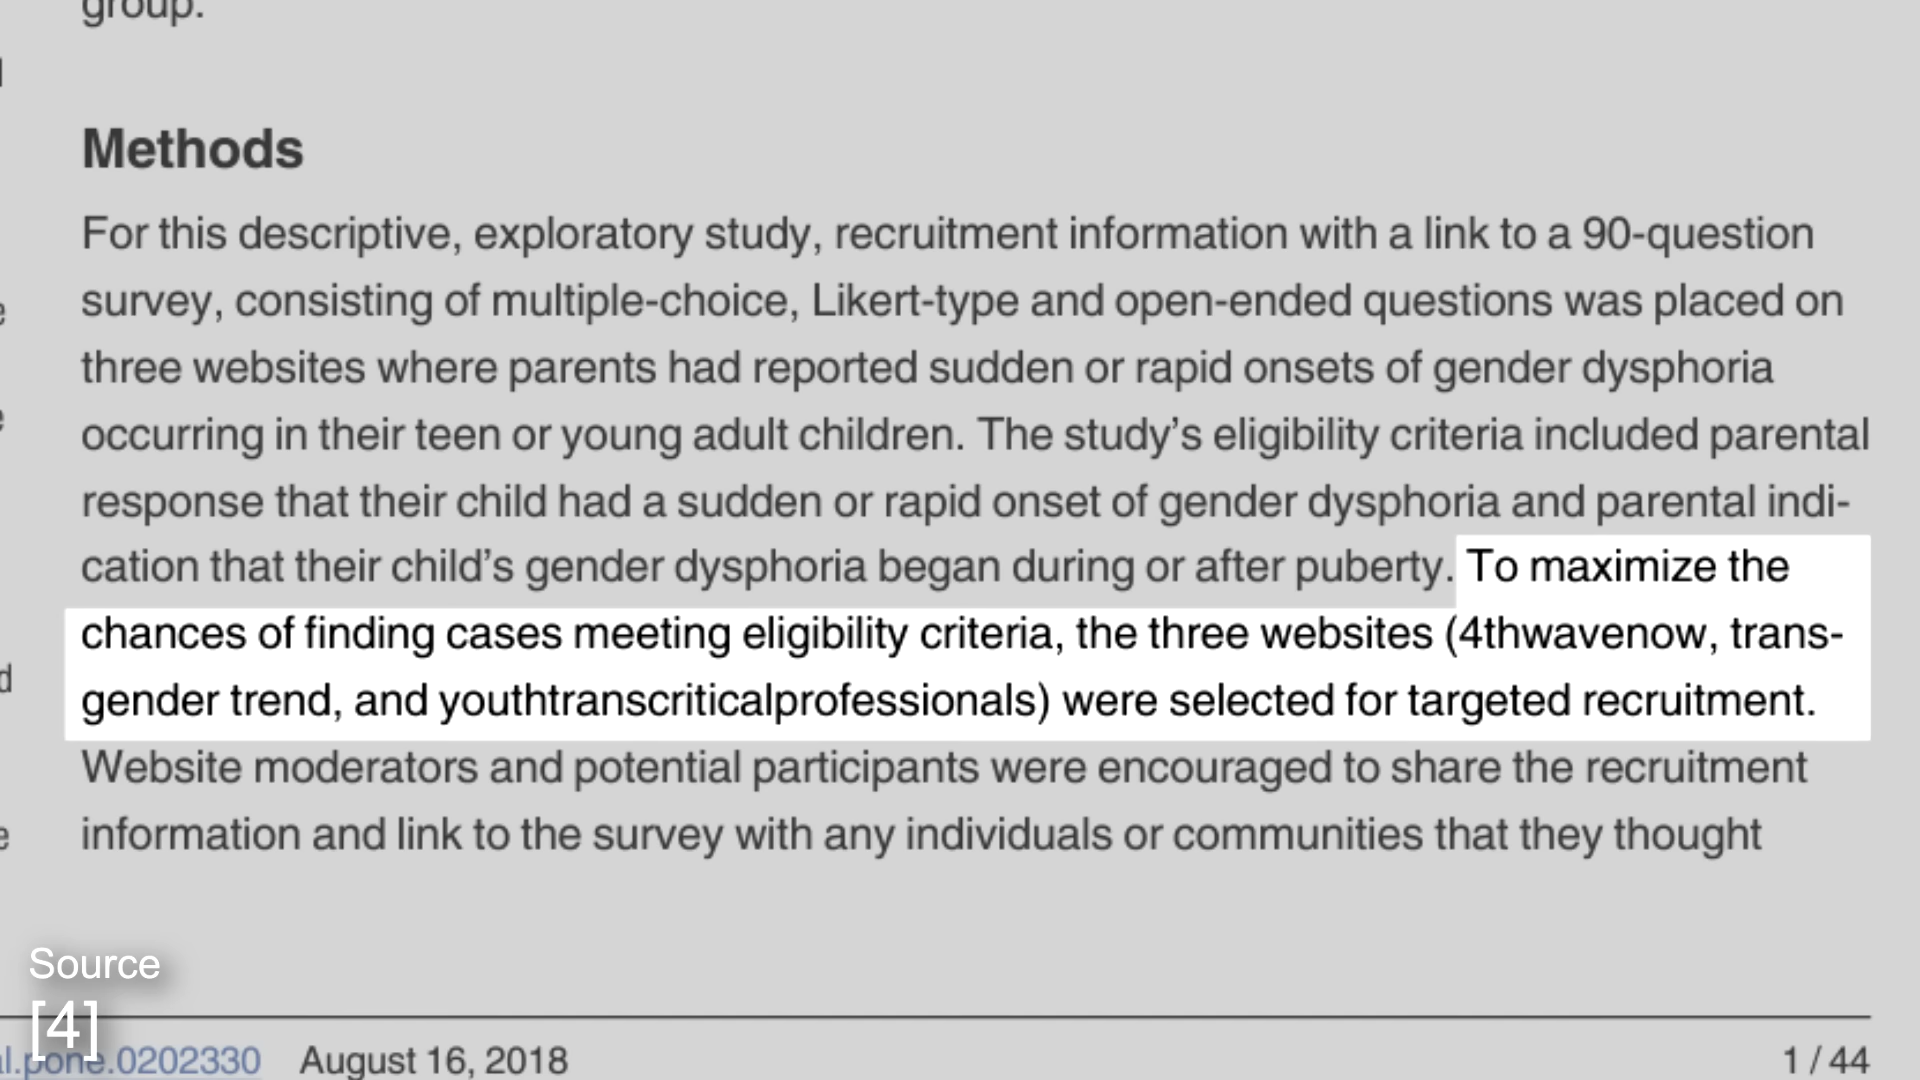 group.
Methods
For this descriptive, exploratory study, recruitment information with a link to a 90-question
survey, consisting of multiple-choice, Likert-type and open-ended questions was placed on
three websites where parents had reported sudden or rapid onsets of gender dysphoria
occurring in their teen or young adult children. The study’s eligibility criteria included parental
response that their child had a sudden or rapid onset of gender dysphoria and parental indi-
cation that their child’s gender dysphoria began during or after puberty. To maximize the
chances of finding cases meeting eligibility criteria, the three websites (4thwavenow, trans-
gender trend, and youthtranscriticalprofessionals) were selected for targeted recruitment.
Website moderators and potential participants were encouraged to share the recruitment
information and link to the survey with any individuals or communities that they thought
Source
[4]
al.pone.0202330 August 16, 2018 1 / 44